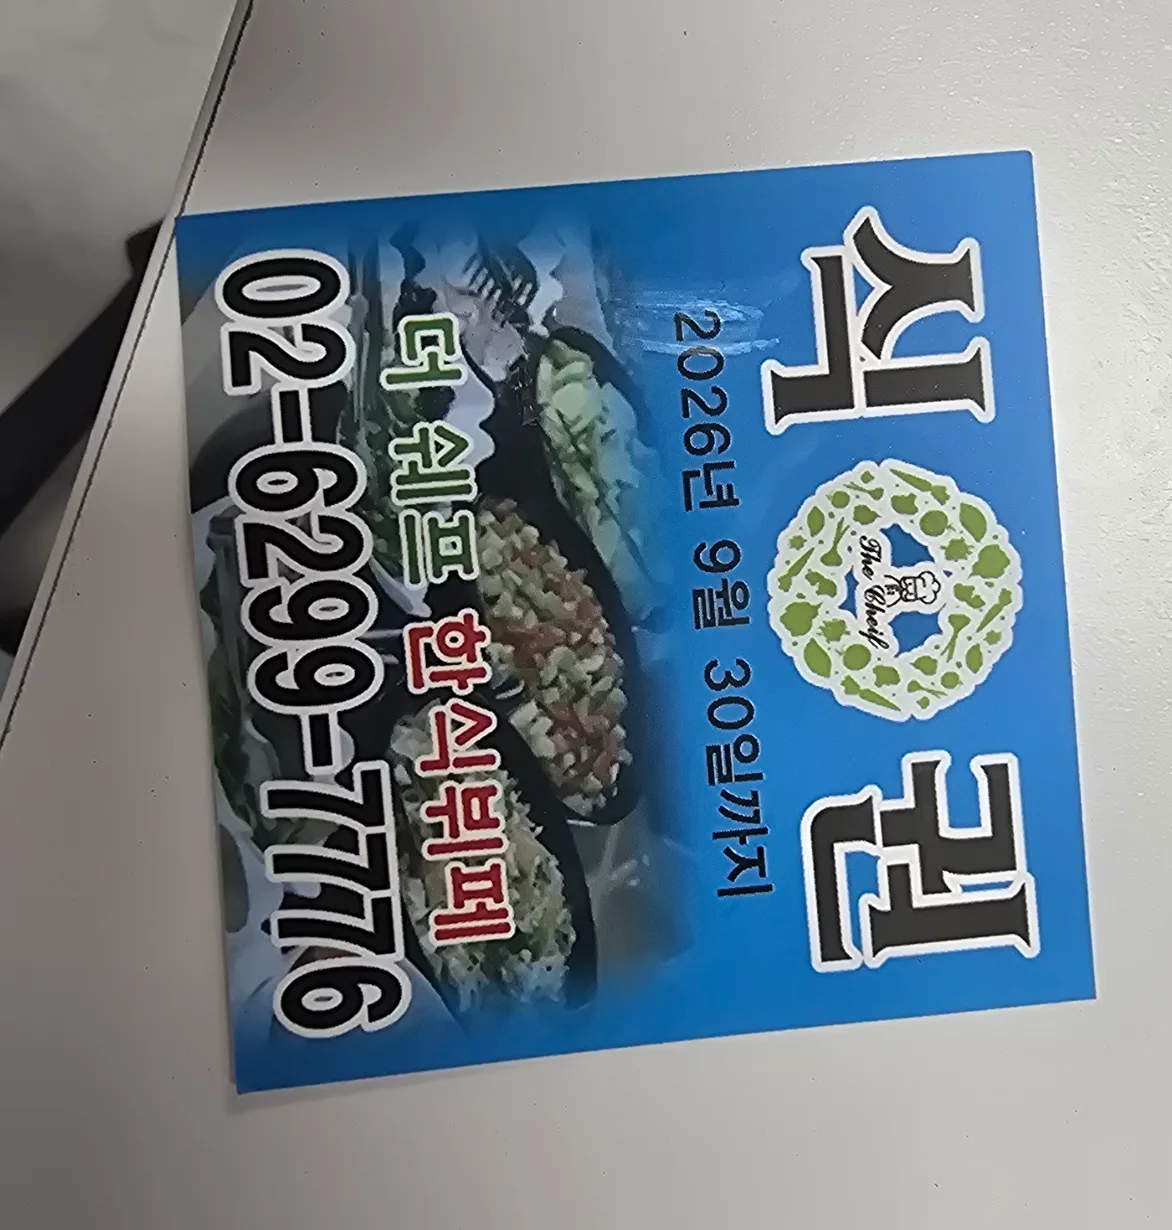 식 권
The Cheif
2026년 9월 30일까지
더 쉐프 한식뷔페
02-6299-7776